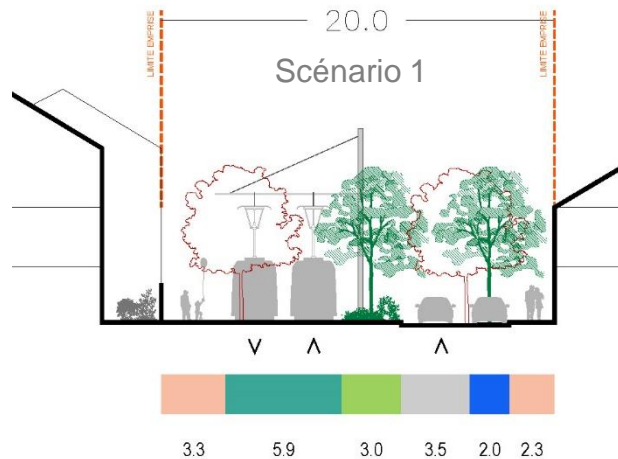 20.0
LIMITE EMPRISE
LIMITE EMPRISE
Scénario 1
3.3 5.9 3.0 3.5 2.0 2.3